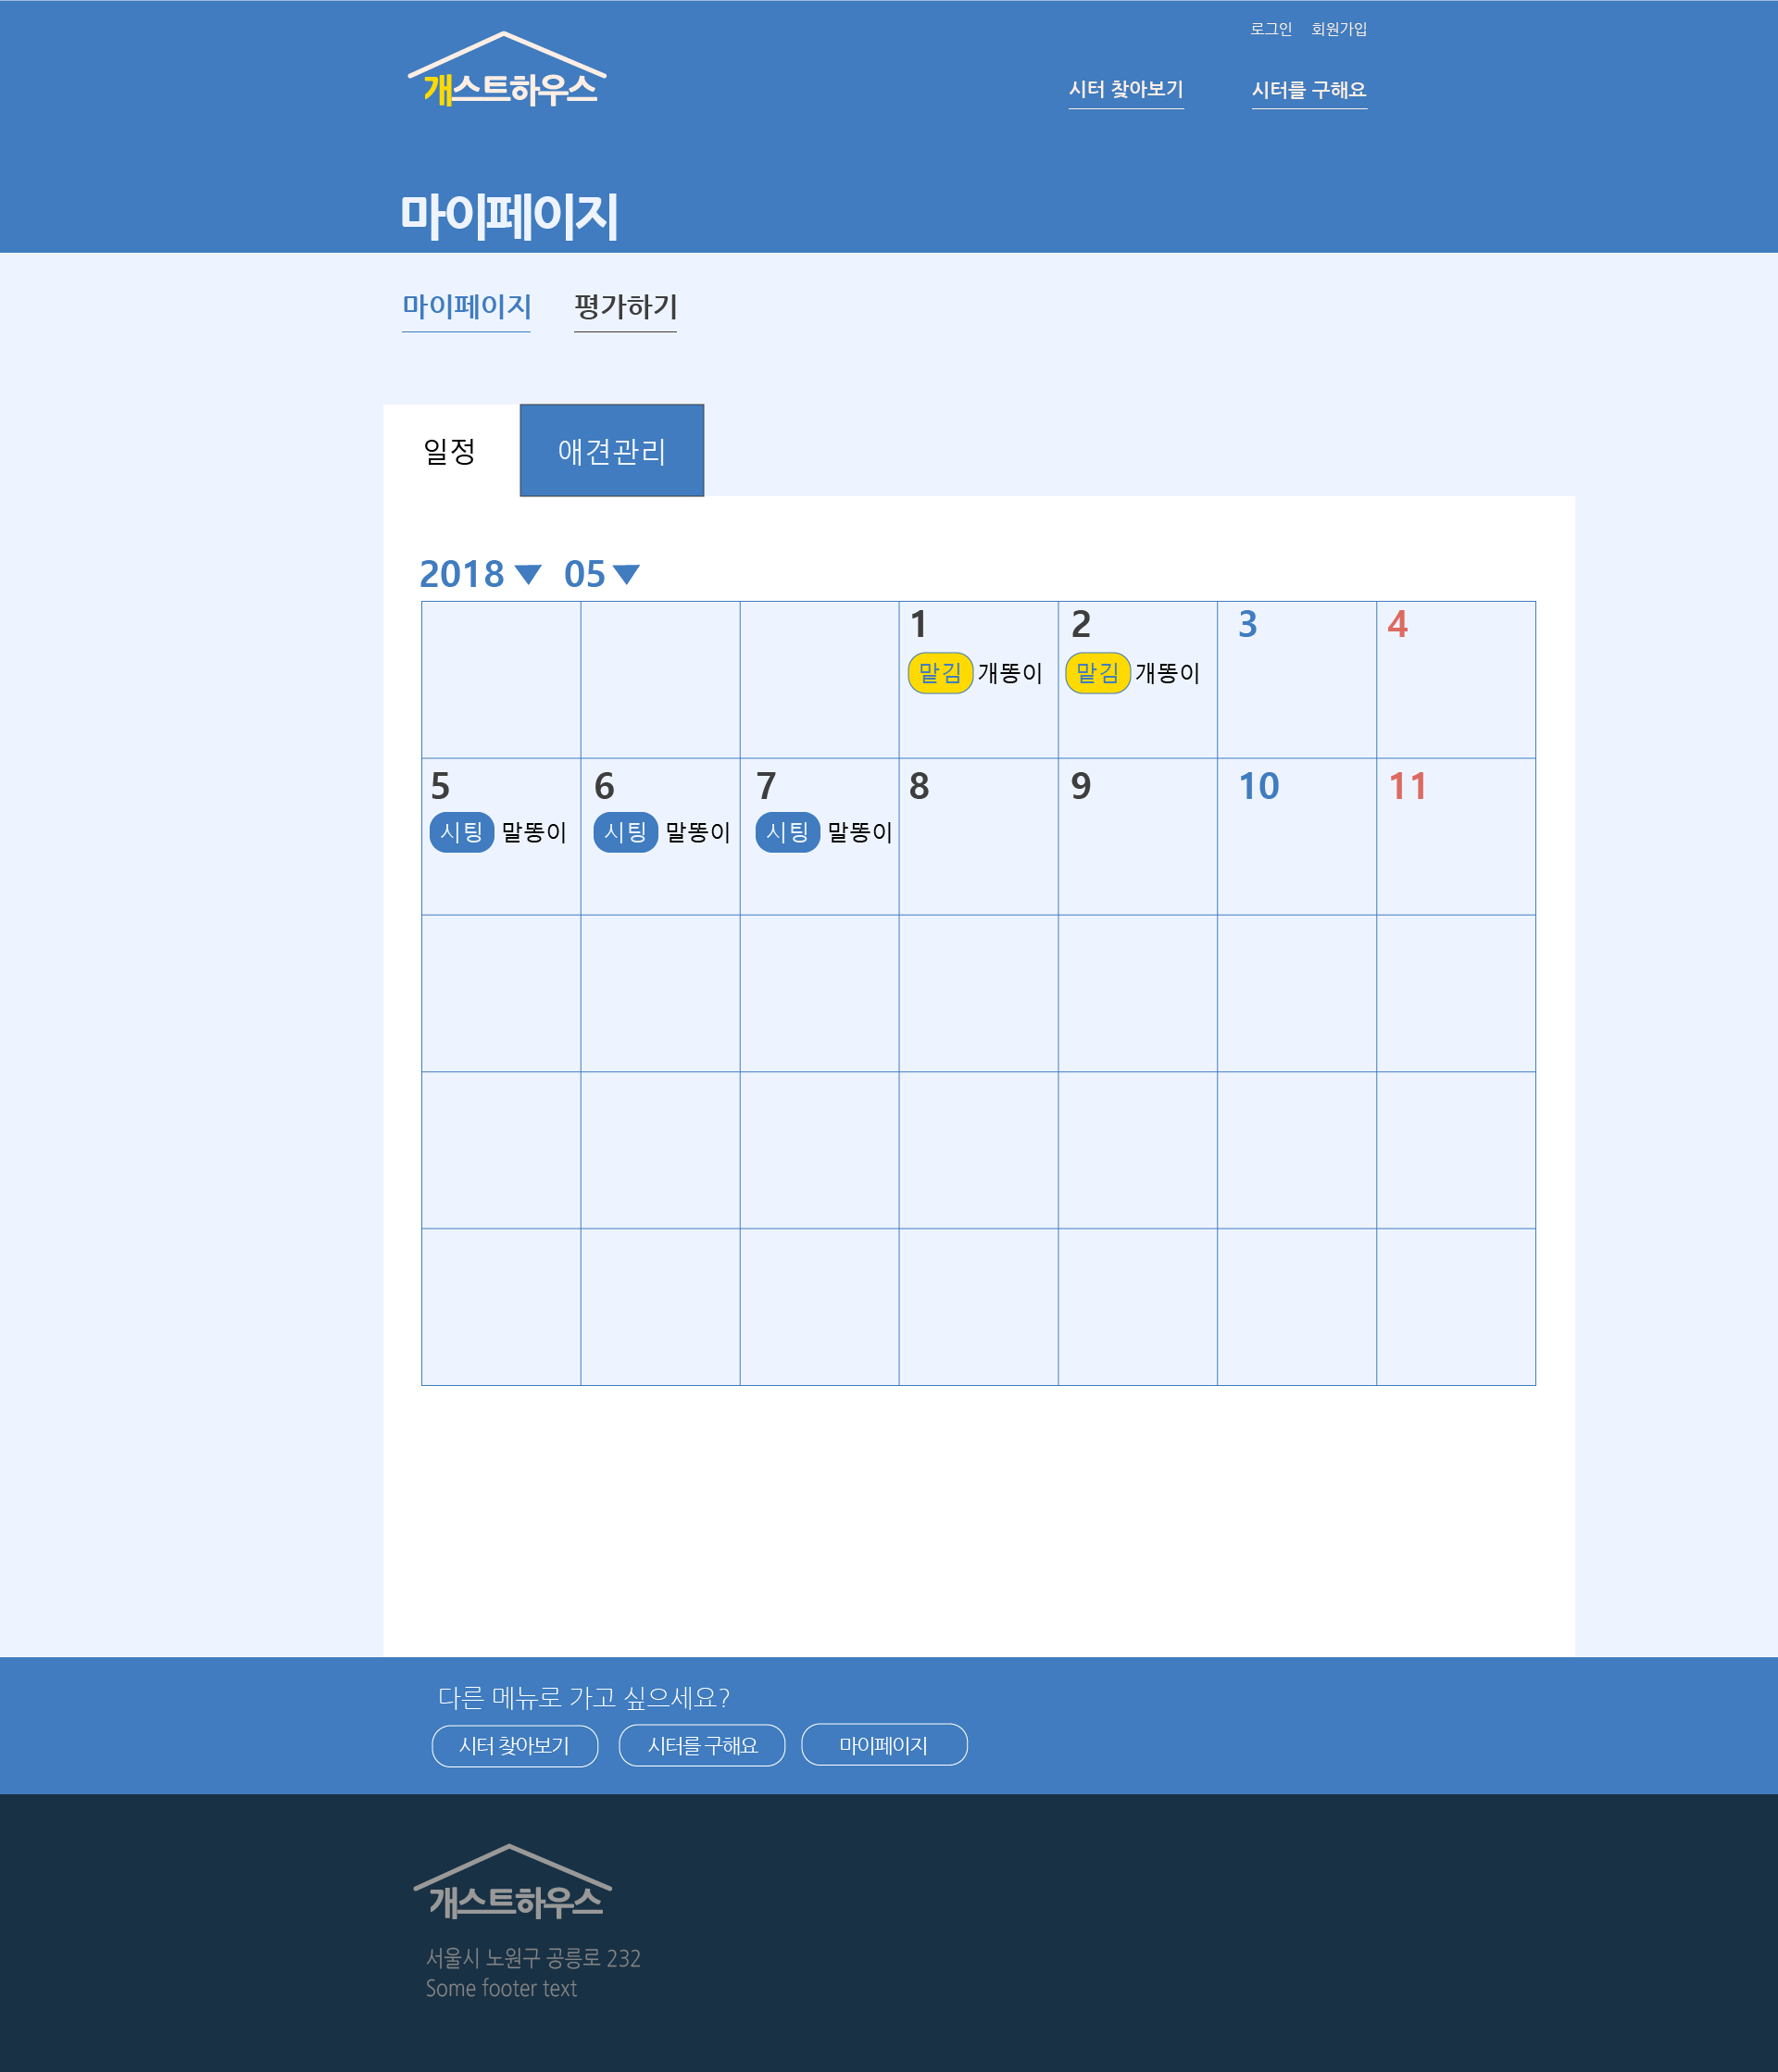 로그인 회원가입
개스트하우스
시터 찾아보기 시터를 구해요
마이페이지
마이페이지 평가하기
일정 애견관리
2018 ▼ 05 ▼
1 2 3 4
맡김 개똥이 맡김 개똥이
5 6 7 8 9 10 11
시팅 말똥이 시팅 말똥이 시팅 말똥이
다른 메뉴로 가고 싶으세요?
시터 찾아보기 시터를 구해요 마이페이지
개스트하우스
서울시 노원구 공릉로 232
Some footer text